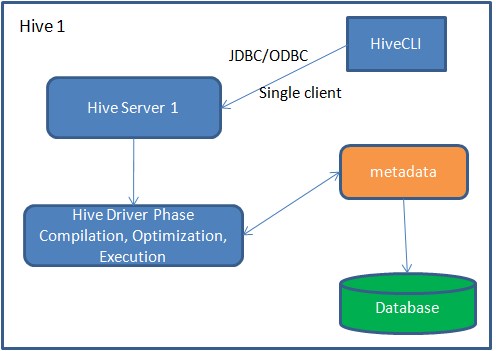 Hive 1
HiveCLI
JDBC/ODBC
Single client
Hive Server 1
metadata
Hive Driver Phase
Compilation, Optimization,
Execution
Database